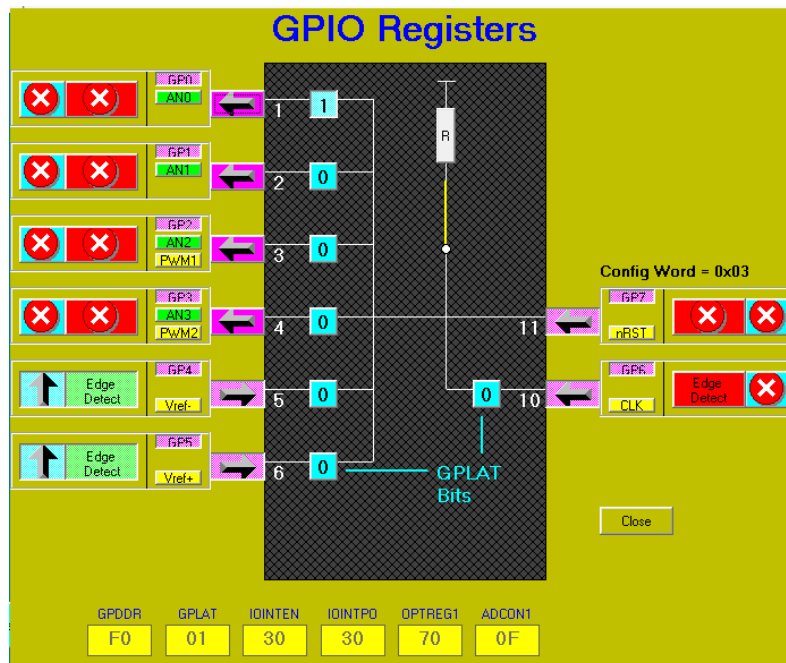 GPIO Registers
GP0
AN0
1
1
GP1
AN1
2
0
GP2
AN2
PWM1
3
0
GP3
AN3
PWM2
4
0
GP4
Edge
Detect
Vref-
5
0
GP5
Edge
Detect
Vref+
6
0
R
0
GPLAT
Bits
Config Word = 0x03
11
GP7
nRST
10
GP6
CLK
Edge
Detect
Close
GPDDR GPLAT IOINTEN IOINTPO OPTREG1 ADCON1
F0 01 30 30 70 0F